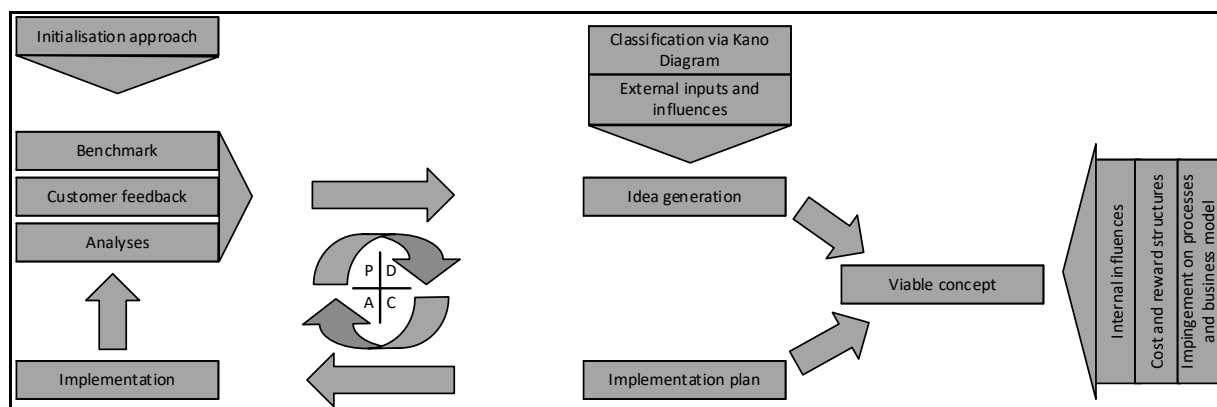 Initialisation approach
Benchmark
Customer feedback
Analyses
Implementation
P D
A C
Classification via Kano
Diagram
External inputs and
influences
Idea generation
Viable concept
Implementation plan
Internal influences
Cost and reward structures
Impingement on processes
and business model